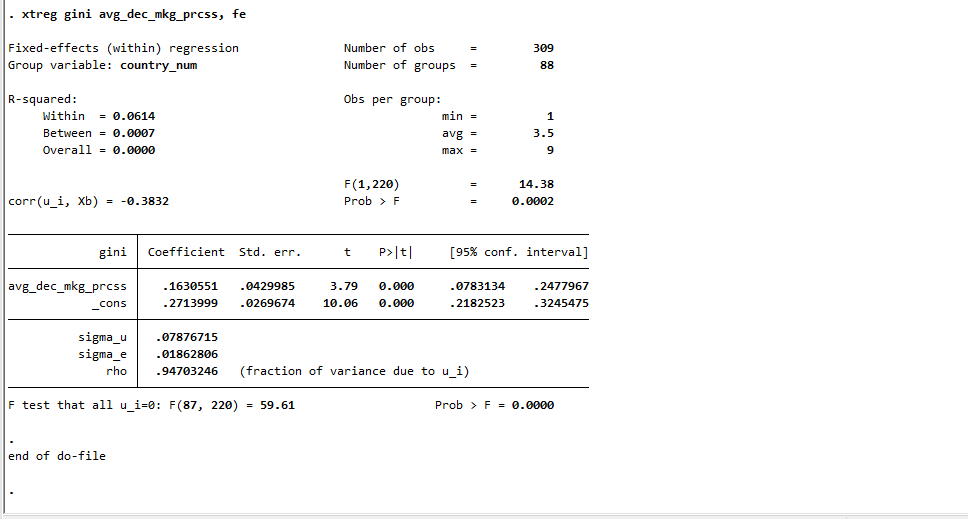 . xtreg gini avg_dec_mkg_prcss, fe
Fixed-effects (within) regression Number of obs = 309
Group variable: country_num Number of groups = 88
R-squared: Obs per group:
Within = 0.0614 min = 1
Between = 0.0007 avg = 3.5
Overall = 0.0000 max = 9
F(1,220) = 14.38
corr(u_i, Xb) = -0.3832 Prob > F = 0.0002
gini Coefficient Std. err. t P>|t| [95% conf. interval]
avg_dec_mkg_prcss .1630551 .0429985 3.79 0.000 .0783134 .2477967
_cons .2713999 .0269674 10.06 0.000 .2182523 .3245475
sigma_u .07876715
sigma_e .01862806
rho .94703246 (fraction of variance due to u_i)
F test that all u_i=0: F(87, 220) = 59.61 Prob > F = 0.0000
.
end of do-file
.